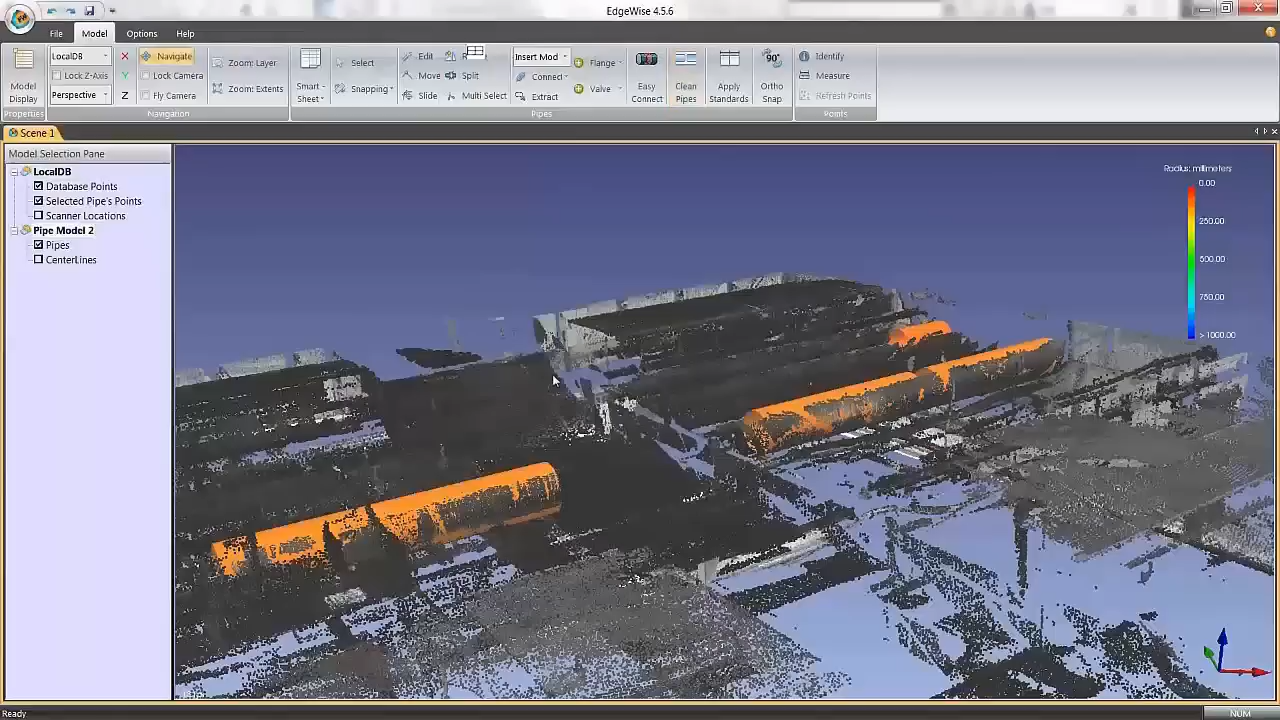 EdgeWise 4.5.6
File Model Options Help
LocalDB X Navigate Zoom: Layer Select Edit Insert Mod Flange Identify
Lock Z-Axis Y Lock Camera Snapping Move Split Connect Measure
Perspective Z Fly Camera Zoom: Extents Slide Multi Select Extract Valve Refresh Points
Model Display Smart Sheet Easy Connect Clean Pipes Apply Standards 90° Ortho Snap
Properties Navigation Pipes Points
Scene 1
Model Selection Pane
LocalDB
Database Points
Selected Pipe's Points
Scanner Locations
Pipe Model 2
Pipes
CenterLines
Radius: millimeters
0.00
250.00
500.00
750.00
> 1000.00
Ready NUM